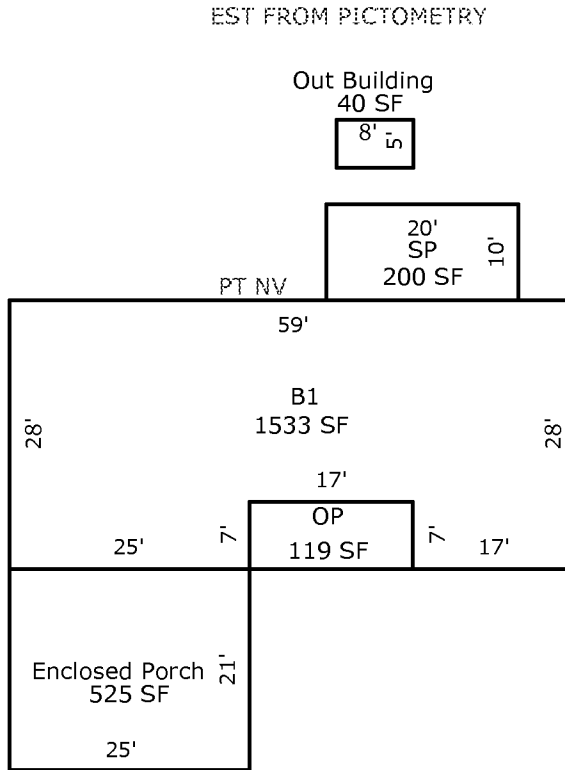 EST FROM PICTOMETRY
Out Building
40 SF
8'
5'
20'
SP
200 SF
10'
PT NV
59'
28'
B1
1533 SF
28'
17'
OP
119 SF
7'
7'
25'
17'
Enclosed Porch
525 SF
21'
25'